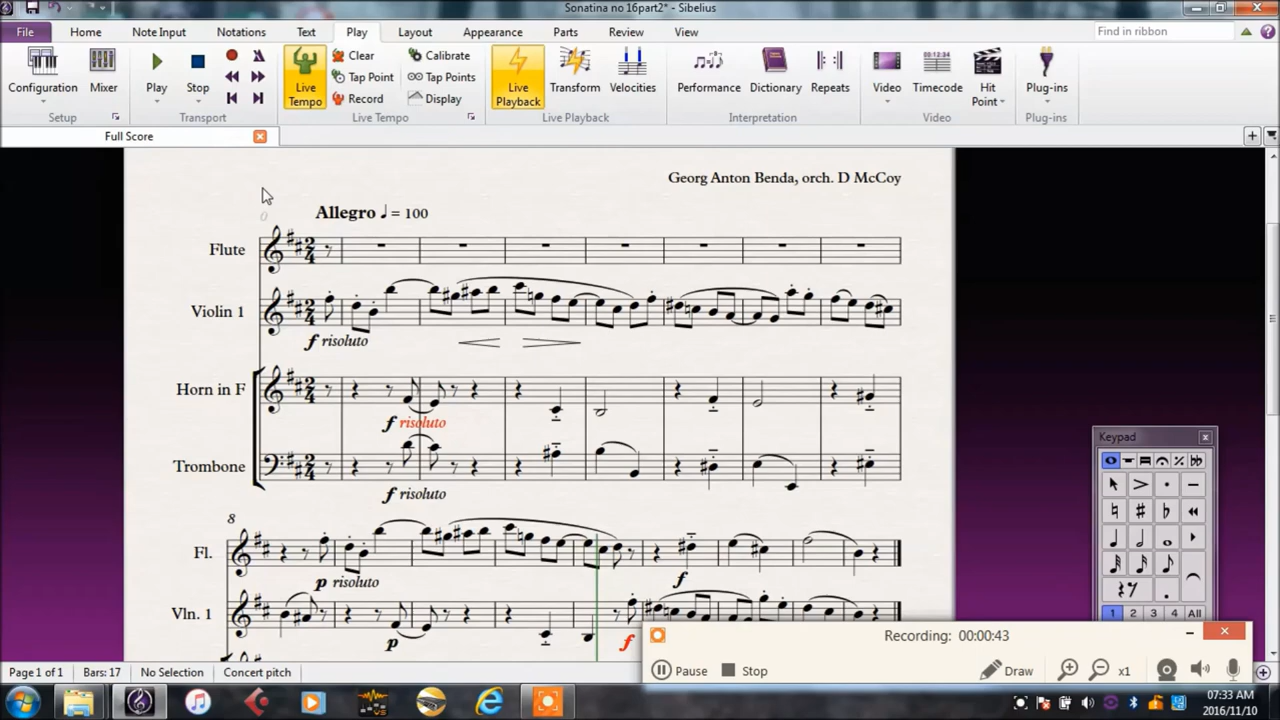 Sonatina no 16part2* - Sibelius
File Home Note Input Notations Text Play Layout Appearance Parts Review View Find in ribbon
Configuration Mixer Play Stop Live Tempo Clear Tap Point Record Calibrate Tap Points Display Live Playback Transform Velocities Performance Dictionary Repeats Video Timecode Hit Point Plug-ins
Setup Transport Live Tempo Live Playback Interpretation Video Plug-ins
Full Score
Georg Anton Benda, orch. D McCoy
0
Allegro ♩ = 100
Flute
Violin 1
f risoluto
Horn in F
f risoluto
Trombone
f risoluto
8
Fl.
p risoluto f
Vln. 1
p f
Keypad
1 2 3 4 All
Recording: 00:00:43
Pause Stop Draw x1
Page 1 of 1 Bars: 17 No Selection Concert pitch
07:33 AM
2016/11/10